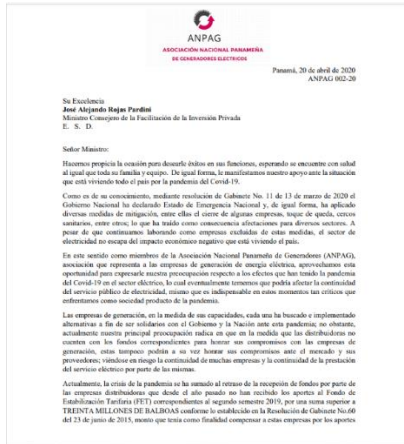 ANPAG
ASOCIACIÓN NACIONAL PANAMEÑA
DE GENERADORES ELECTRICOS
Panamá, 20 de abril de 2020
ANPAG 002-20
Su Excelencia
José Alejandro Rojas Pardini
Ministro Consejero de la Facilitación de la Inversión Privada
E. S. D.
Señor Ministro:
Hacemos propicia la ocasión para desearle éxitos en sus funciones, esperando se encuentre con salud
al igual que toda su familia y equipo. De igual forma, le manifestamos nuestro apoyo ante la situación
que está viviendo todo el país por la pandemia del Covid-19.
Como es de su conocimiento, mediante resolución de Gabinete No. 11 de 13 de marzo de 2020 el
Gobierno Nacional ha declarado Estado de Emergencia Nacional y, de igual forma, ha aplicado
diversas medidas de mitigación, entre ellas el cierre de algunas empresas, toque de queda, cercos
sanitarios, entre otros; lo que ha traído como consecuencia afectaciones para diversos sectores. A
pesar de que continuamos laborando como empresas excluidas de estas medidas, el sector de
electricidad no escapa del impacto económico negativo que está viviendo el país.
En este sentido como miembros de la Asociación Nacional Panameña de Generadores (ANPAG),
asociación que representa a las empresas de generación de energía eléctrica, aprovechamos esta
oportunidad para expresarle nuestra preocupación respecto a los efectos que han tenido la pandemia
del Covid-19 en el sector eléctrico, lo cual eventualmente tenemos que podría afectar la continuidad
del servicio público de electricidad, mismo que es indispensable en estos momentos tan críticos que
enfrentamos como sociedad producto de la pandemia.
Las empresas de generación, en la medida de sus capacidades, cada una ha buscado e implementado
alternativas a fin de ser solidarios con el Gobierno y la Nación ante esta pandemia; no obstante,
actualmente nuestra principal preocupación radica en que en la medida que las distribuidoras no
cuenten con los fondos correspondientes para honrar sus compromisos con las empresas de
generación, estas tampoco podrán a su vez honrar sus compromisos ante el mercado y sus
proveedores; viéndose en riesgo la continuidad de muchas empresas y la continuidad de la prestación
del servicio eléctrico por parte de las mismas.
Actualmente, la crisis de la pandemia se ha sumado al retraso de la recepción de fondos por parte de
las empresas distribuidoras que desde el año pasado no han recibido los aportes al Fondo de
Estabilización Tarifaria (FET) correspondientes al segundo semestre 2019, por una suma superior a
TREINTA MILLONES DE BALBOAS conforme lo establecido en la Resolución de Gabinete No.60
del 23 de junio de 2015, monto que tenía como finalidad compensar a estas empresas por los aportes